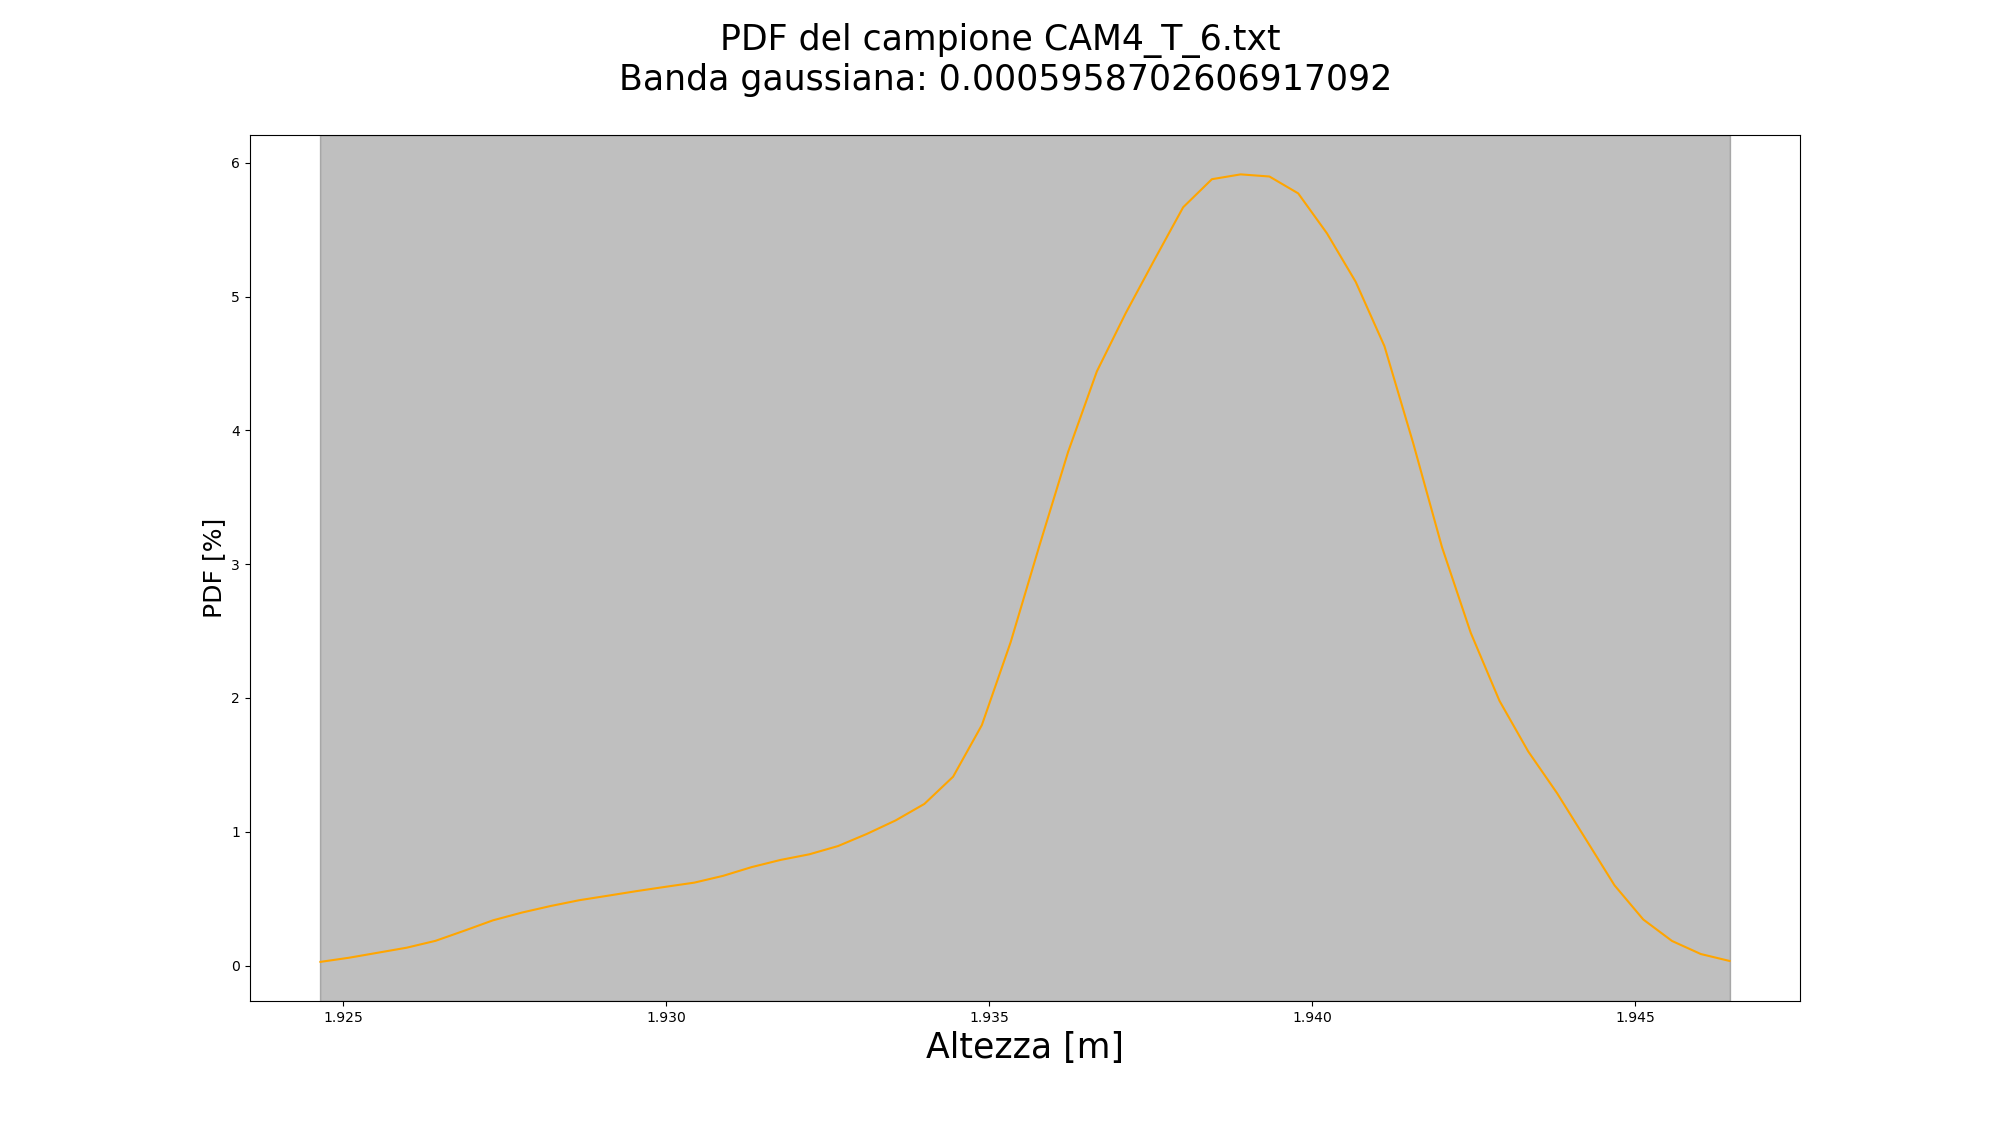 PDF del campione CAM4_T_6.txt
Banda gaussiana: 0.0005958702606917092
6
5
4
3
2
1
0
PDF [%]
1.925 1.930 1.935 1.940 1.945
Altezza [m]